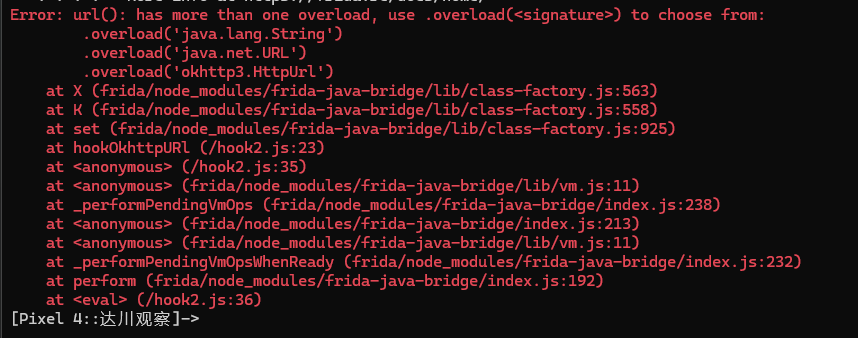 Error: url(): has more than one overload, use .overload(<signature>) to choose from:
        .overload('java.lang.String')
        .overload('java.net.URL')
        .overload('okhttp3.HttpUrl')
    at X (frida/node_modules/frida-java-bridge/lib/class-factory.js:563)
    at K (frida/node_modules/frida-java-bridge/lib/class-factory.js:558)
    at set (frida/node_modules/frida-java-bridge/lib/class-factory.js:925)
    at hookOkhttpURl (/hook2.js:23)
    at <anonymous> (/hook2.js:35)
    at <anonymous> (frida/node_modules/frida-java-bridge/lib/vm.js:11)
    at _performPendingVmOps (frida/node_modules/frida-java-bridge/index.js:238)
    at <anonymous> (frida/node_modules/frida-java-bridge/index.js:213)
    at <anonymous> (frida/node_modules/frida-java-bridge/lib/vm.js:11)
    at _performPendingVmOpsWhenReady (frida/node_modules/frida-java-bridge/index.js:232)
    at perform (frida/node_modules/frida-java-bridge/index.js:192)
    at <eval> (/hook2.js:36)
[Pixel 4::达川观察]->